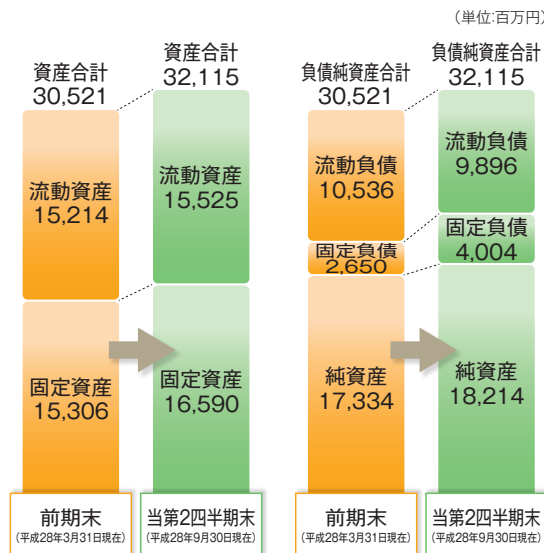 (単位:百万円)
資産合計
30,521
流動資産
15,214
固定資産
15,306
前期末
(平成28年3月31日現在)
資産合計
32,115
流動資産
15,525
固定資産
16,590
当第2四半期末
(平成28年9月30日現在)
負債純資産合計
30,521
流動負債
10,536
固定負債
2,650
純資産
17,334
前期末
(平成28年3月31日現在)
負債純資産合計
32,115
流動負債
9,896
固定負債
4,004
純資産
18,214
当第2四半期末
(平成28年9月30日現在)